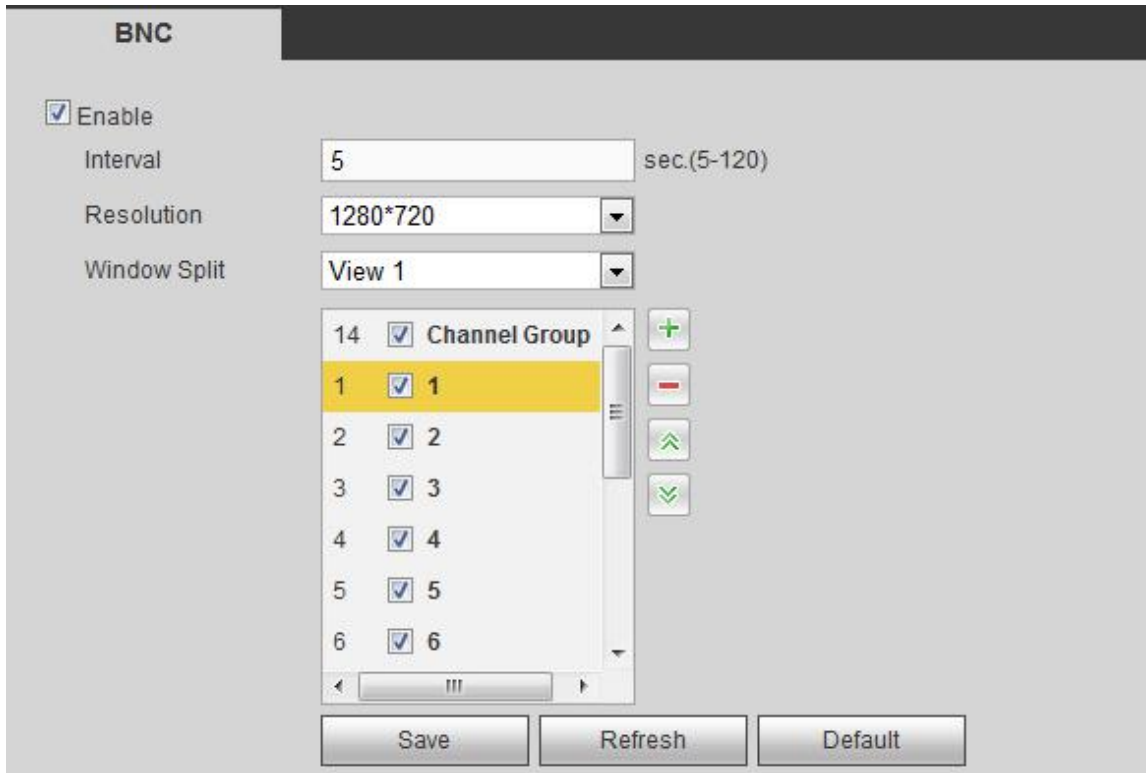 BNC
Enable
Interval 5 sec.(5-120)
Resolution 1280*720
Window Split View 1
14 Channel Group
1 1
2 2
3 3
4 4
5 5
6 6
Save Refresh Default